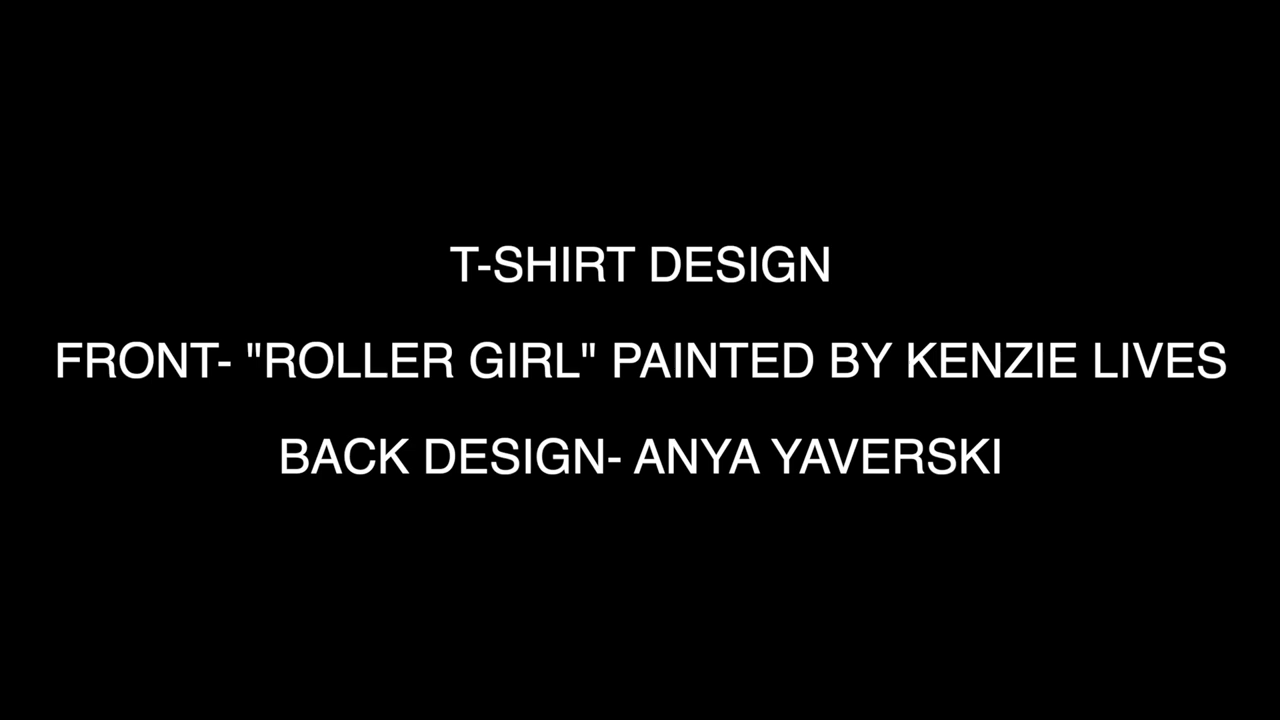 T-SHIRT DESIGN
FRONT- "ROLLER GIRL" PAINTED BY KENZIE LIVES
BACK DESIGN- ANYA YAVERSKI